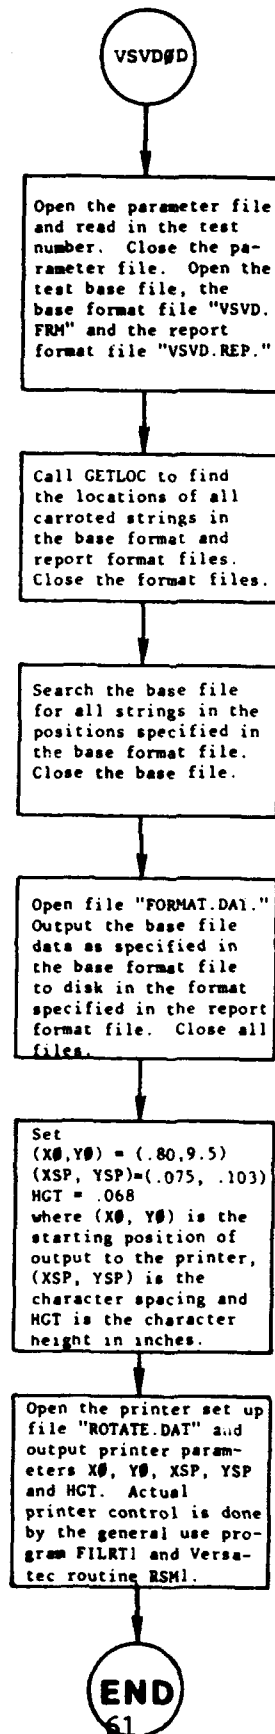 VSVDØD
Open the parameter file
and read in the test
number. Close the pa-
rameter file. Open the
test base file, the
base format file "VSVD.
FRM" and the report
format file "VSVD.REP."
Call GETLOC to find
the locations of all
carroted strings in
the base format and
report format files.
Close the format files.
Search the base file
for all strings in the
positions specified in
the base format file.
Close the base file.
Open file "FORMAT.DAT."
Output the base file
data as specified in
the base format file
to disk in the format
specified in the report
format file. Close all
files.
Set
(XØ,YØ) = (.80,9.5)
(XSP, YSP)=(.075, .103)
HGT = .068
where (XØ, YØ) is the
starting position of
output to the printer,
(XSP, YSP) is the
character spacing and
HGT is the character
height in inches.
Open the printer set up
file "ROTATE.DAT" and
output printer param-
eters XØ, YØ, XSP, YSP
and HGT. Actual
printer control is done
by the general use pro-
gram FILRT1 and Versa-
tec routine RSM1.
END
61